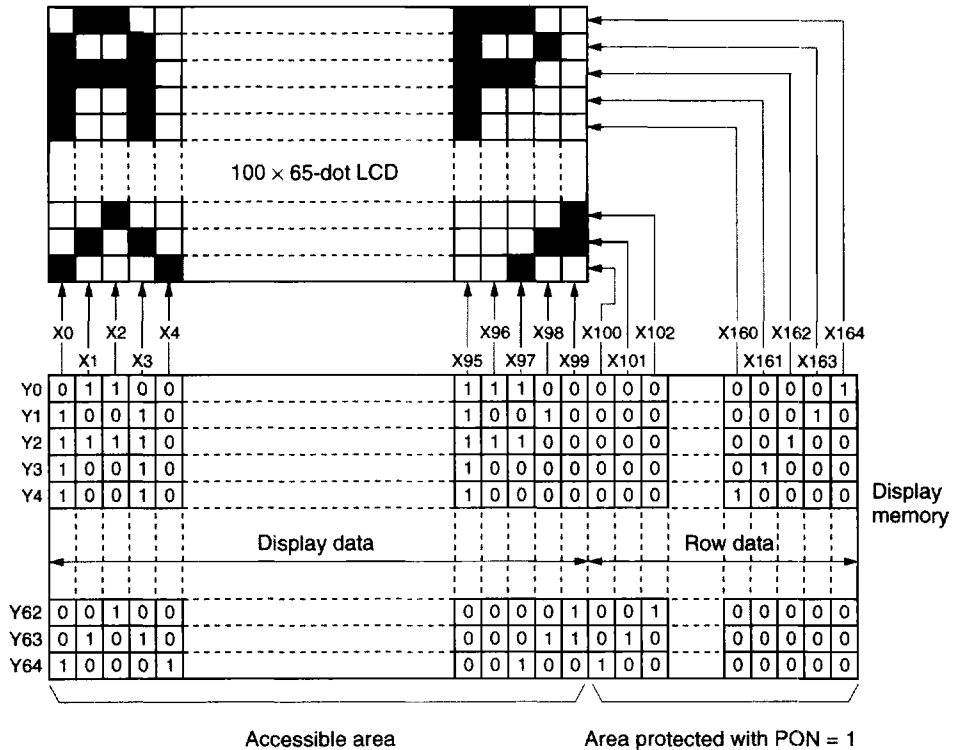 100 × 65-dot LCD
X0 X2 X4 X96 X98 X100 X102 X160 X162 X164
X1 X3 X95 X97 X99 X101 X161 X163
Y0 0 1 1 0 0 1 1 1 0 0 0 0 0 0 0 0 0 1
Y1 1 0 0 1 0 1 0 0 1 0 0 0 0 0 0 0 1 0
Y2 1 1 1 1 0 1 1 1 0 0 0 0 0 0 0 1 0 0
Y3 1 0 0 1 0 1 0 0 0 0 0 0 0 0 1 0 0 0
Y4 1 0 0 1 0 1 0 0 0 0 0 0 0 1 0 0 0 0
Display
memory
Display data Row data
Y62 0 0 1 0 0 0 0 0 0 1 0 0 1 0 0 0 0 0
Y63 0 1 0 1 0 0 0 0 1 1 0 1 0 0 0 0 0 0
Y64 1 0 0 0 1 0 0 1 0 0 1 0 0 0 0 0 0 0
Accessible area Area protected with PON = 1